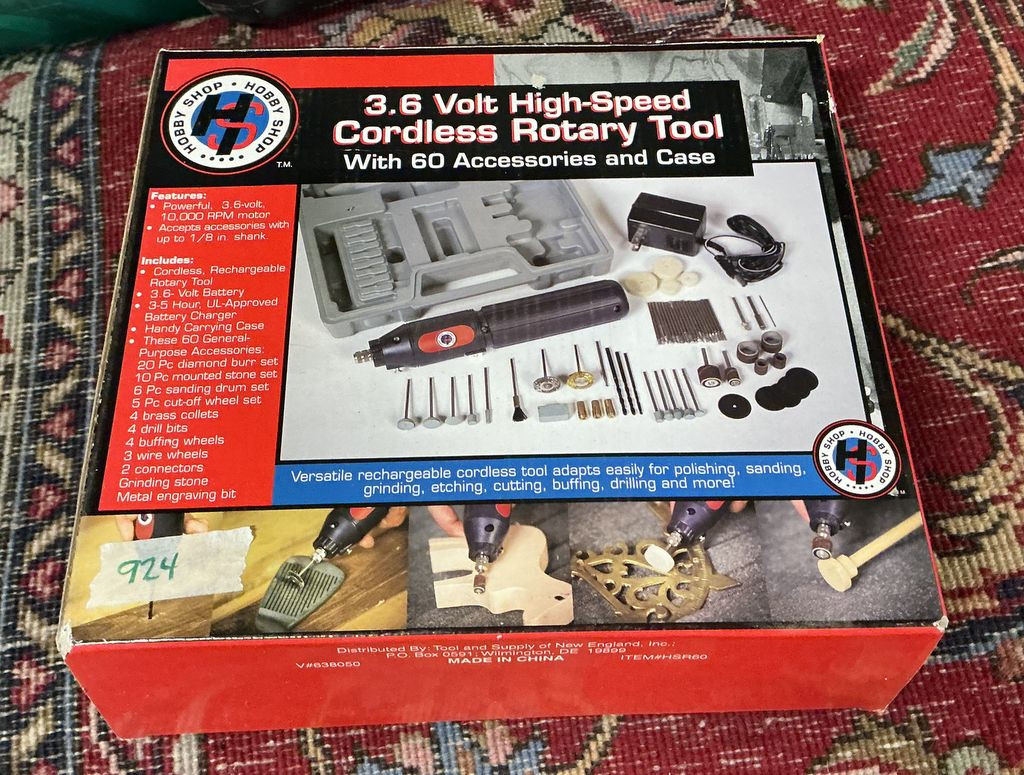 HOBBY SHOP • HOBBY SHOP
HS
T.M.
3.6 Volt High-Speed
Cordless Rotary Tool
With 60 Accessories and Case
Features:
• Powerful, 3.6-volt,
10,000 RPM motor
• Accepts accessories with
up to 1/8 in. shank.
Includes:
• Cordless, Rechargeable
Rotary Tool
• 3.6- Volt Battery
• 3-5 Hour, UL-Approved
Battery Charger
• Handy Carrying Case
• These 60 General-
Purpose Accessories:
20 Pc diamond burr set
10 Pc mounted stone set
6 Pc sanding drum set
5 Pc cut-off wheel set
4 brass collets
4 drill bits
4 buffing wheels
3 wire wheels
2 connectors
Grinding stone
Metal engraving bit
Versatile rechargeable cordless tool adapts easily for polishing, sanding,
grinding, etching, cutting, buffing, drilling and more!
HOBBY SHOP • HOBBY SHOP
HS
T.M.
924
Distributed By: Tool and Supply of New England, Inc.:
P.O. Box 0591; Wilmington, DE 19899
V#638050 MADE IN CHINA ITEM#HSR60